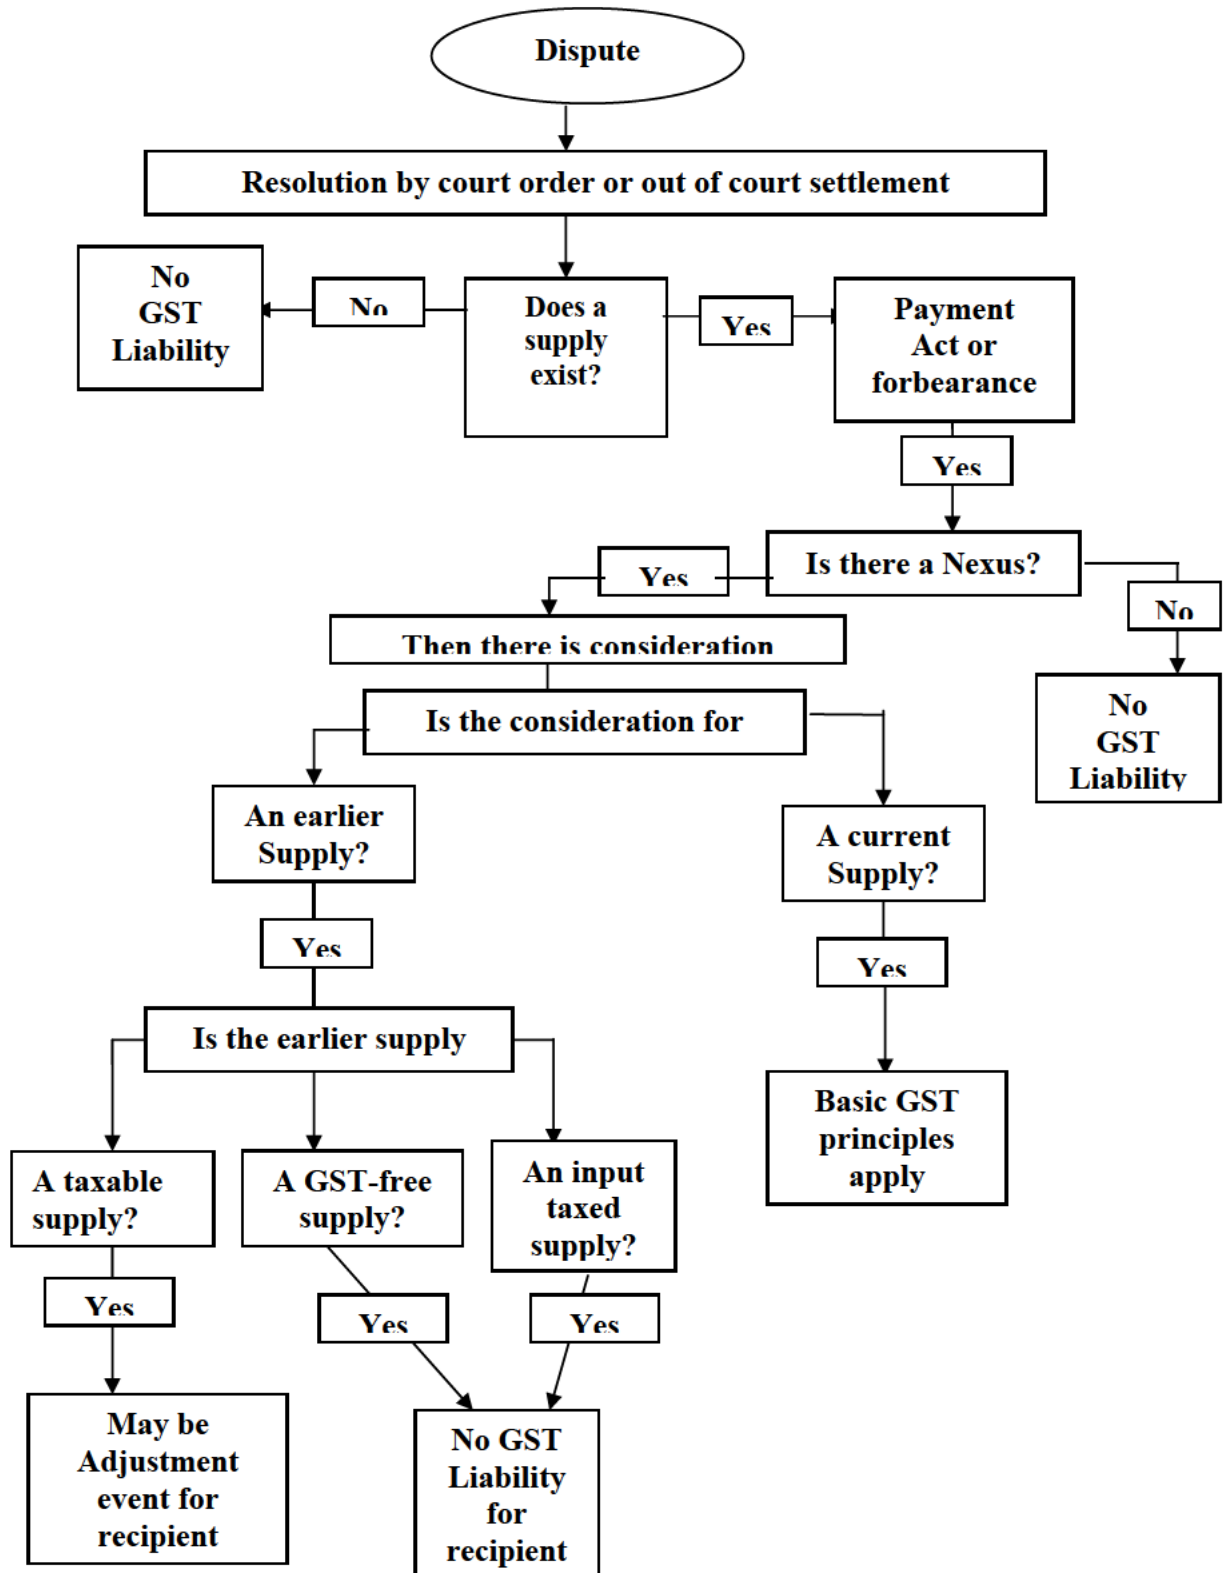 Dispute
Resolution by court order or out of court settlement
No
GST
Liability
No
Does a
supply
exist?
Yes
Payment
Act or
forbearance
Yes
Is there a Nexus?
Yes
No
Then there is consideration
No
GST
Liability
Is the consideration for
An earlier
Supply?
A current
Supply?
Yes
Yes
Is the earlier supply
Basic GST
principles
apply
A taxable
supply?
A GST-free
supply?
An input
taxed
supply?
Yes
Yes
Yes
May be
Adjustment
event for
recipient
No GST
Liability
for
recipient